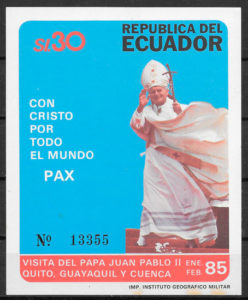 S/.30
REPUBLICA DEL
ECUADOR
CON
CRISTO
POR
TODO
EL MUNDO
PAX
Nº 13355
VISITA DEL PAPA JUAN PABLO II
QUITO, GUAYAQUIL Y CUENCA
ENE
FEB 85
IMP. INSTITUTO GEOGRAFICO MILITAR